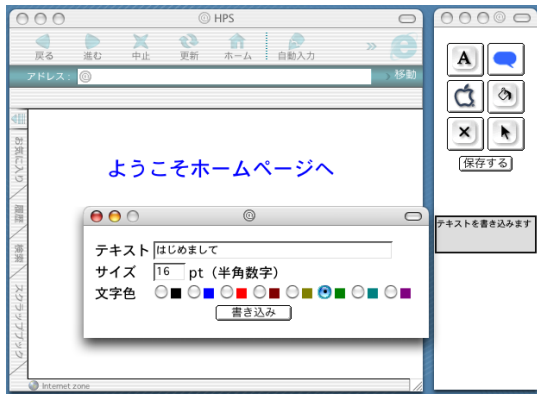 @ HPS
戻る 進む 中止 更新 ホーム 自動入力 »
アドレス: @ 移動
お気に入り
履歴
検索
スクラップブック
ようこそホームページへ
@
テキスト はじめまして
サイズ 16 pt（半角数字）
文字色
書き込み
Internet zone
@
A
保存する
テキストを書き込みます